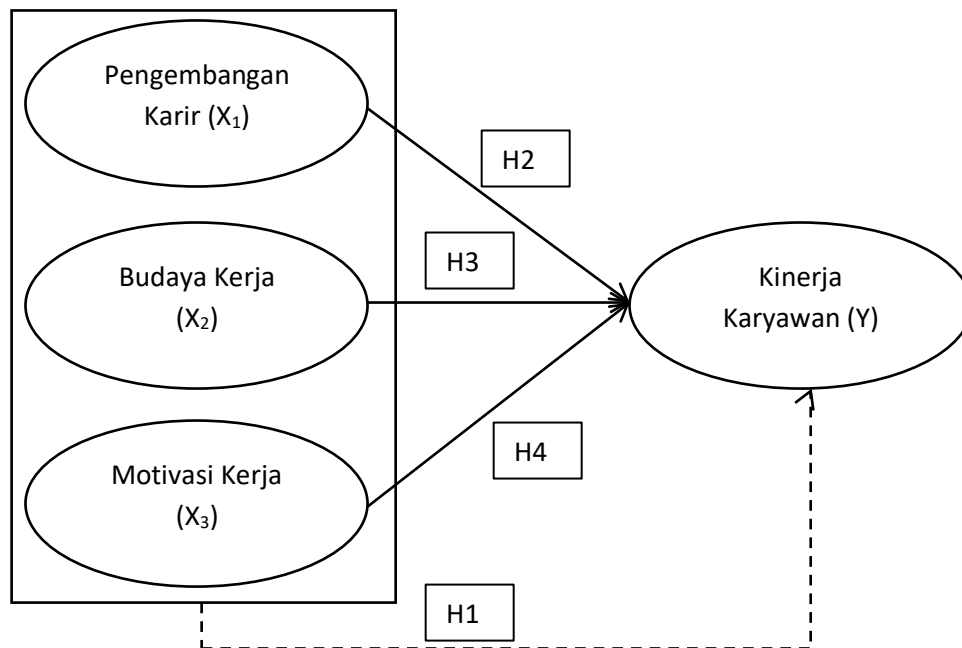 Pengembangan
Karir (X₁)
H2
Budaya Kerja
(X₂)
H3
Kinerja
Karyawan (Y)
Motivasi Kerja
(X₃)
H4
H1